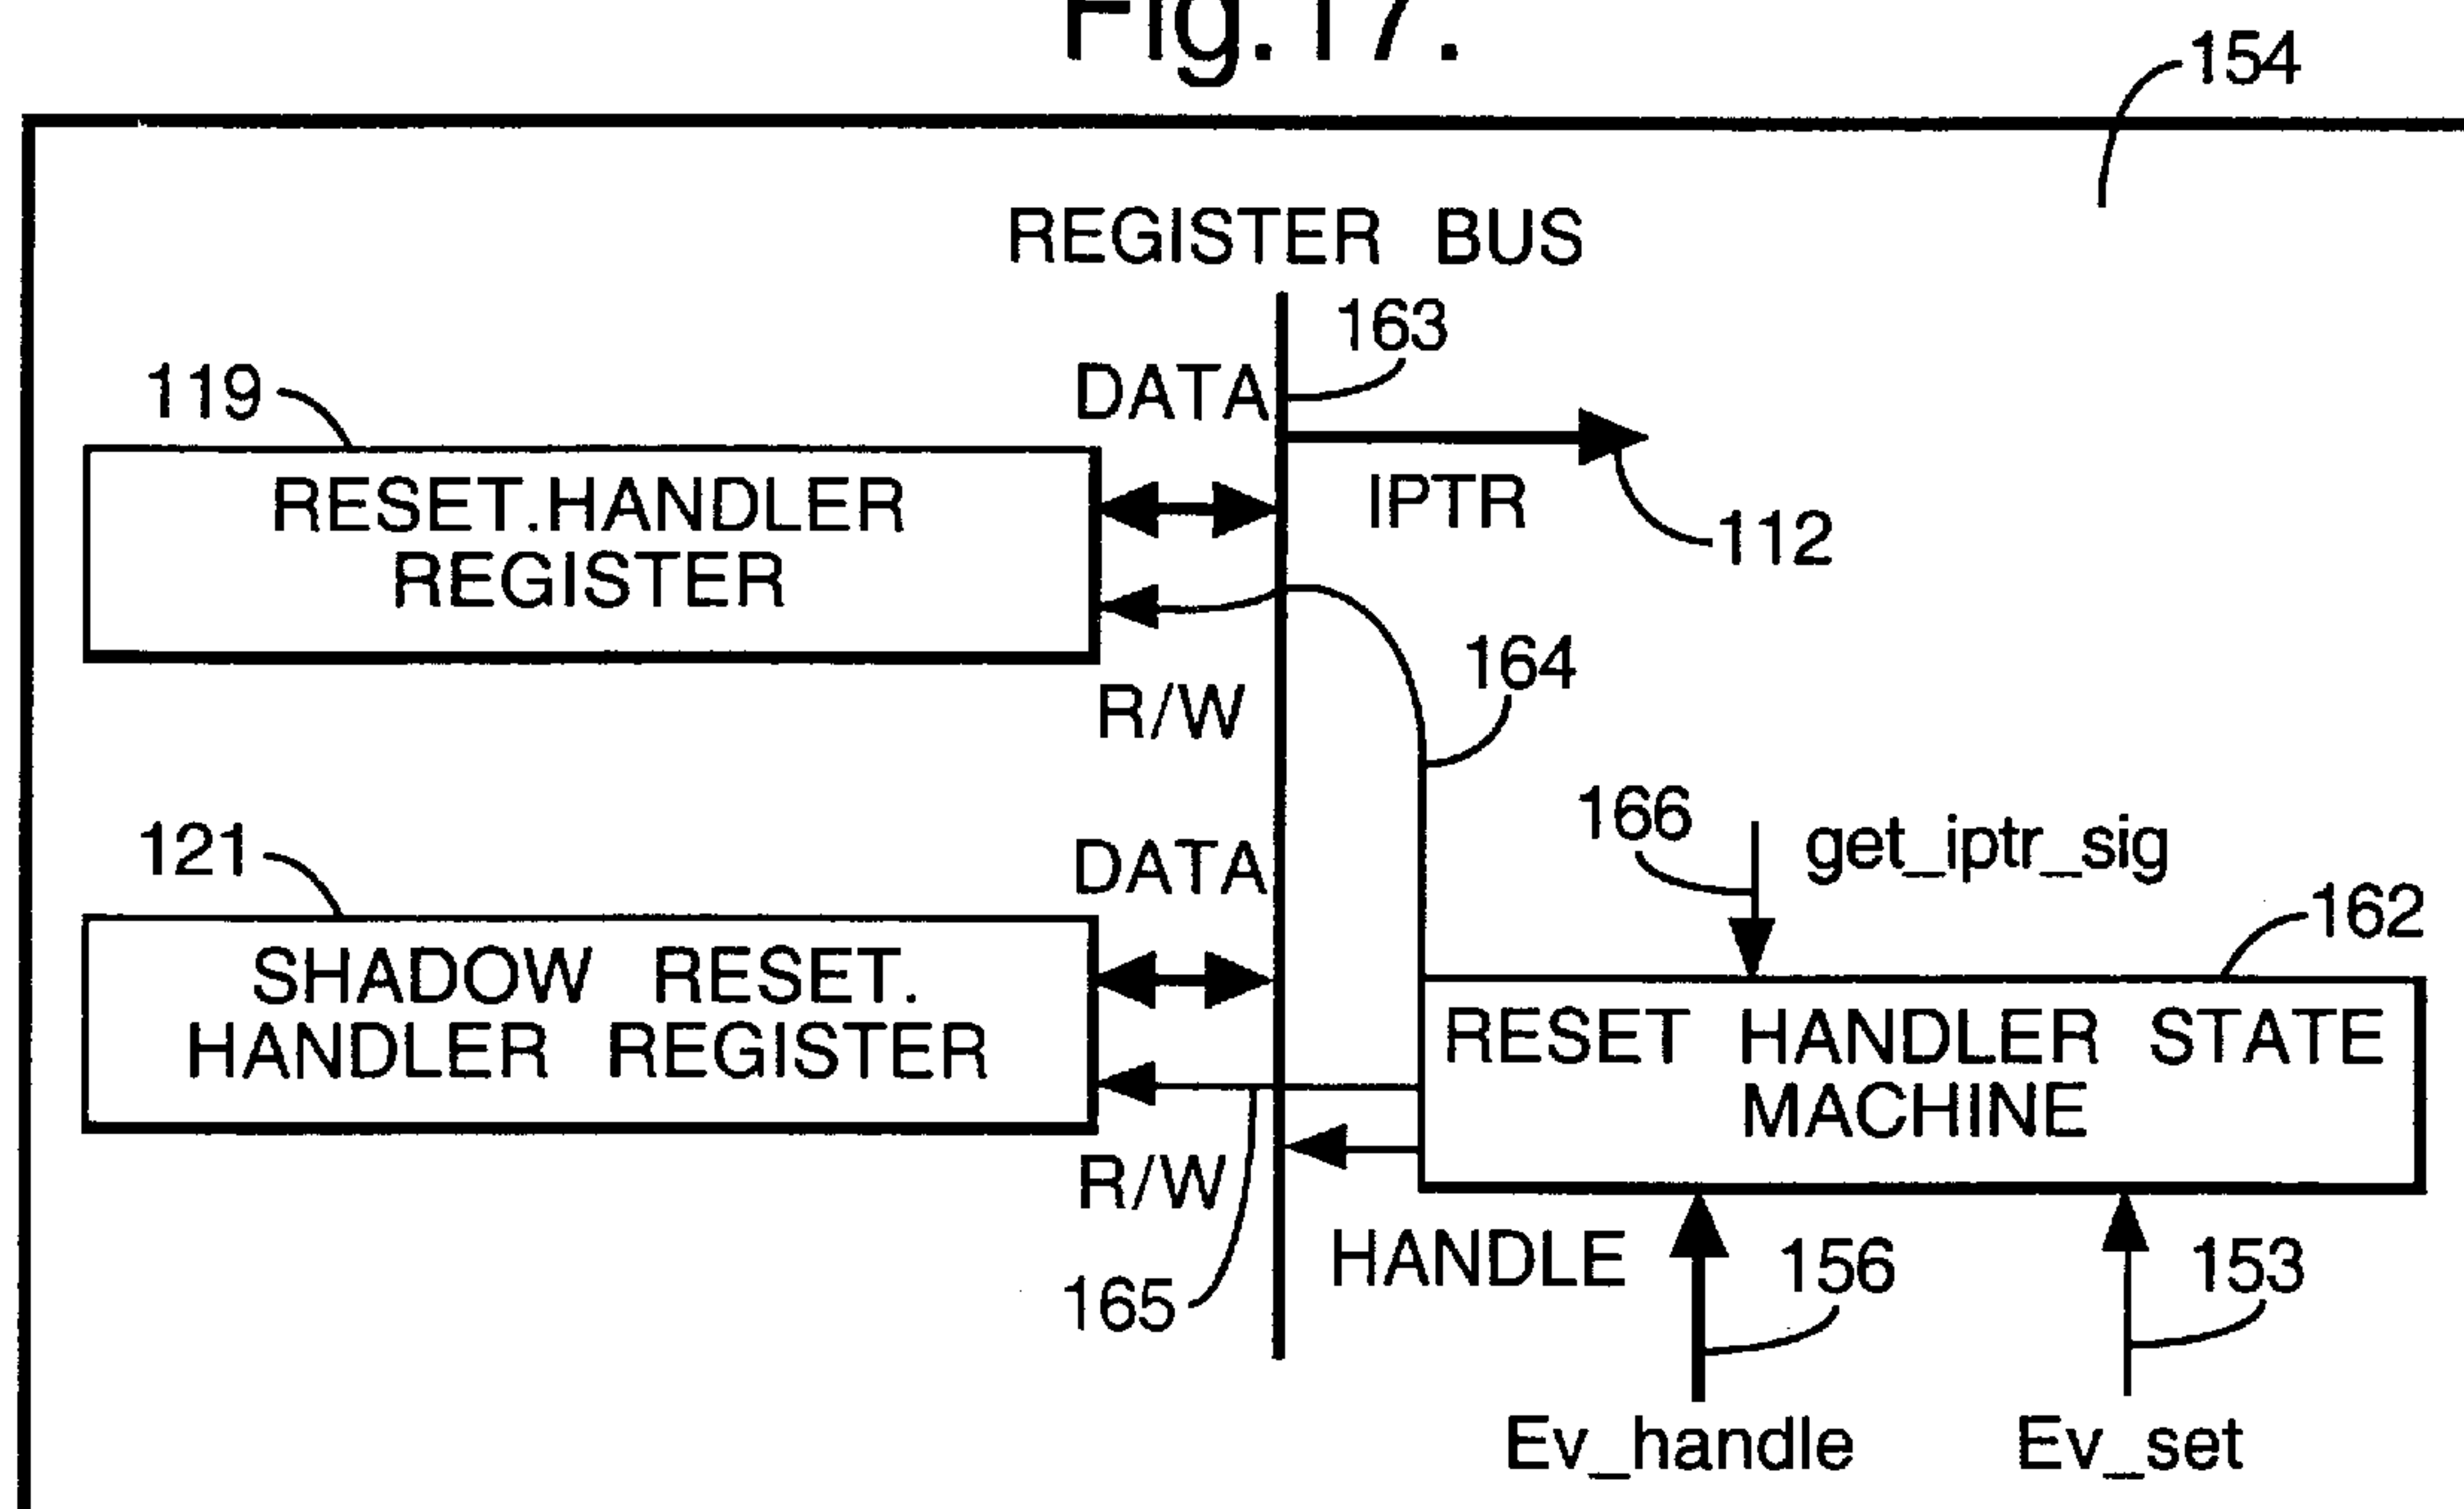 Fig.17.
154
REGISTER BUS
163
119
DATA
RESET.HANDLER
REGISTER
IPTR
112
164
R/W
166
get_iptr_sig
121
DATA
162
SHADOW RESET.
HANDLER REGISTER
RESET HANDLER STATE
MACHINE
R/W
HANDLE
156
153
165
Ev_handle
Ev_set